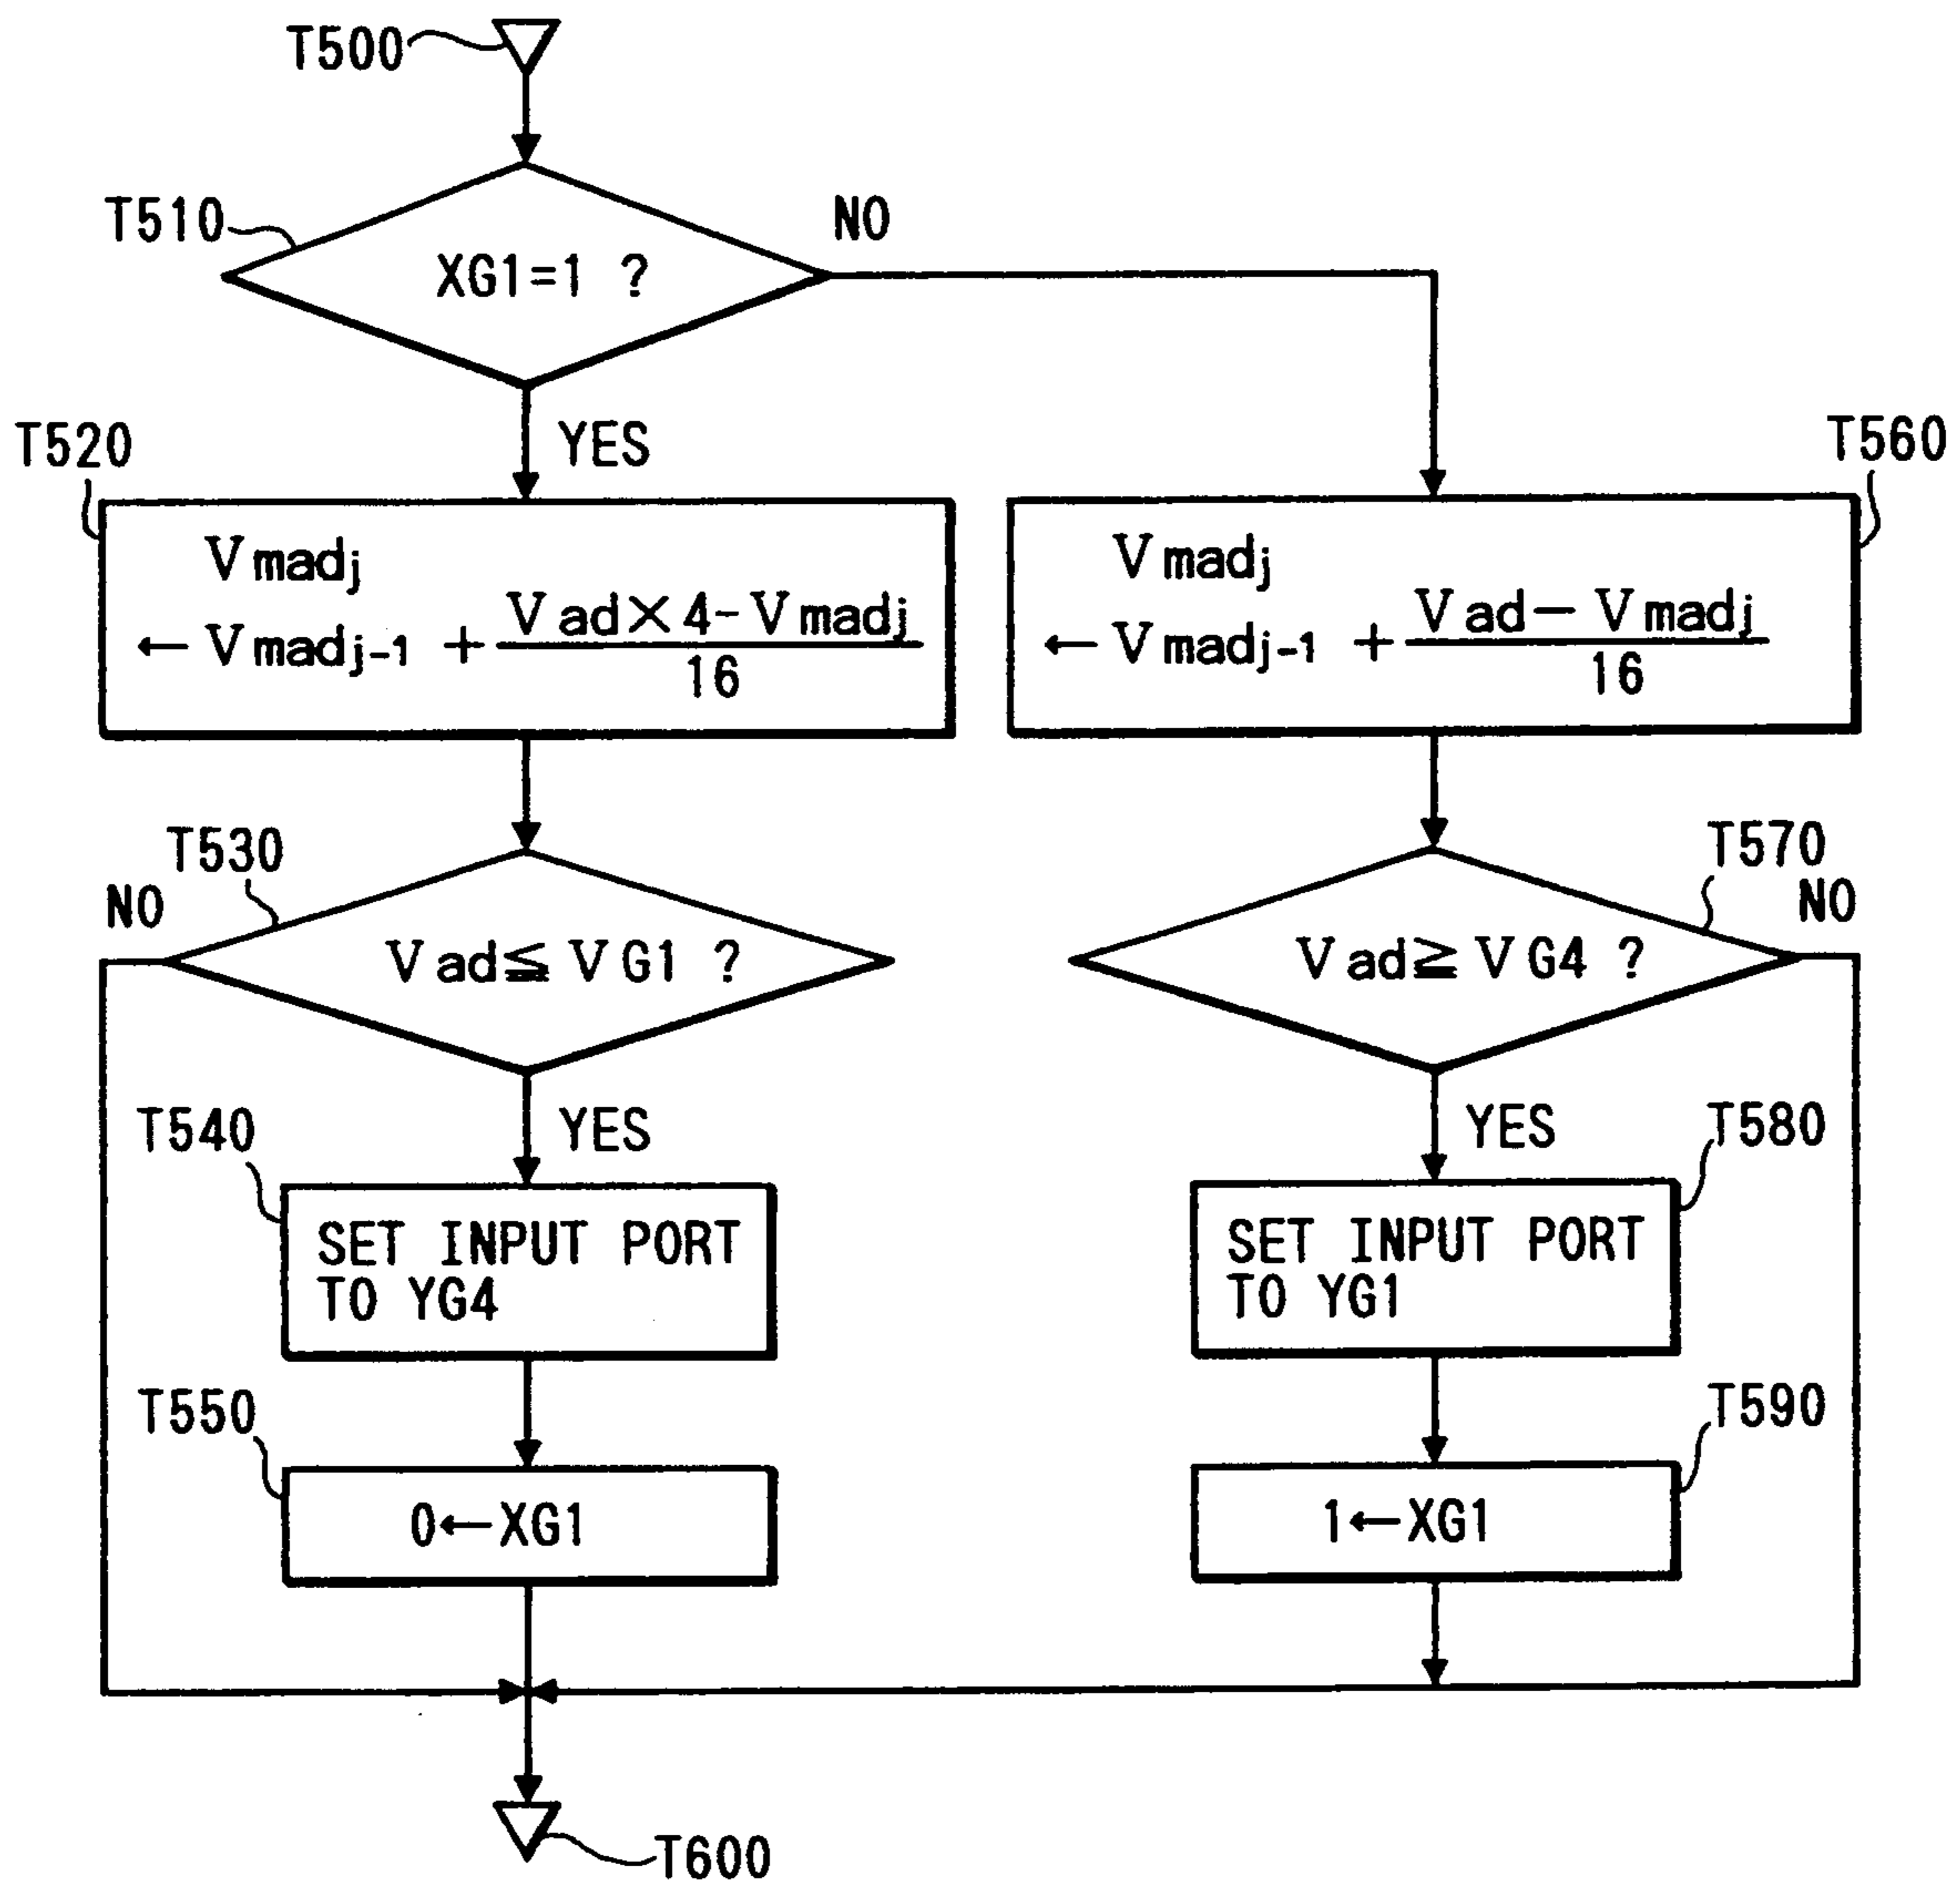 T500
T510
NO
XG1=1 ?
YES
T520
T560
Vmadj
← Vmadj-1 + Vad×4-Vmadj
16
Vmadj
← Vmadj-1 + Vad-Vmadj
16
T530
NO
Vad≦VG1 ?
T570
NO
Vad≧VG4 ?
YES
T540
SET INPUT PORT
TO YG4
YES
T580
SET INPUT PORT
TO YG1
T550
0←XG1
T590
1←XG1
T600